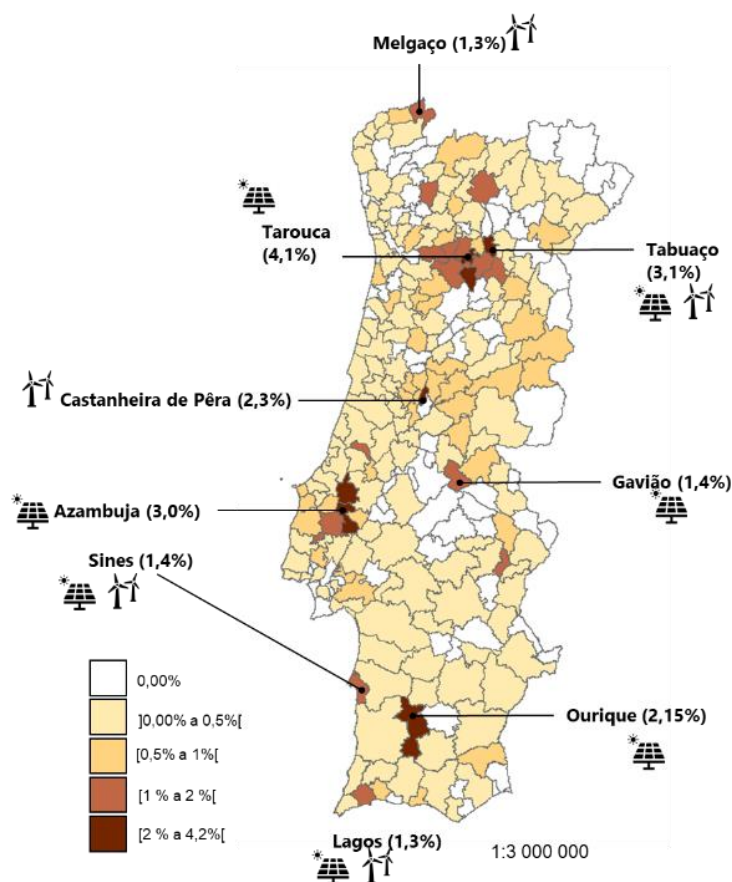 Melgaço (1,3%)
Tarouca
(4,1%)
Tabuaço
(3,1%)
Castanheira de Pêra (2,3%)
Gavião (1,4%)
Azambuja (3,0%)
Sines (1,4%)
Ourique (2,15%)
0,00%
]0,00% a 0,5%[
[0,5% a 1%[
[1 % a 2 %[
[2 % a 4,2%[
Lagos (1,3%)
1:3 000 000